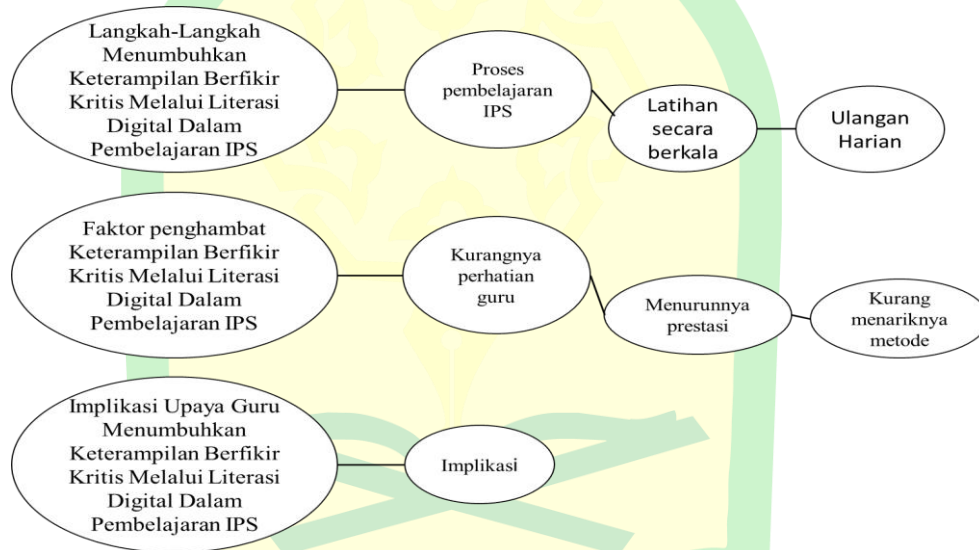 Langkah-Langkah
Menumbuhkan
Keterampilan Berfikir
Kritis Melalui Literasi
Digital Dalam
Pembelajaran IPS
Proses
pembelajaran
IPS
Latihan
secara
berkala
Ulangan
Harian
Faktor penghambat
Keterampilan Berfikir
Kritis Melalui Literasi
Digital Dalam
Pembelajaran IPS
Kurangnya
perhatian
guru
Menurunnya
prestasi
Kurang
menariknya
metode
Implikasi Upaya Guru
Menumbuhkan
Keterampilan Berfikir
Kritis Melalui Literasi
Digital Dalam
Pembelajaran IPS
Implikasi